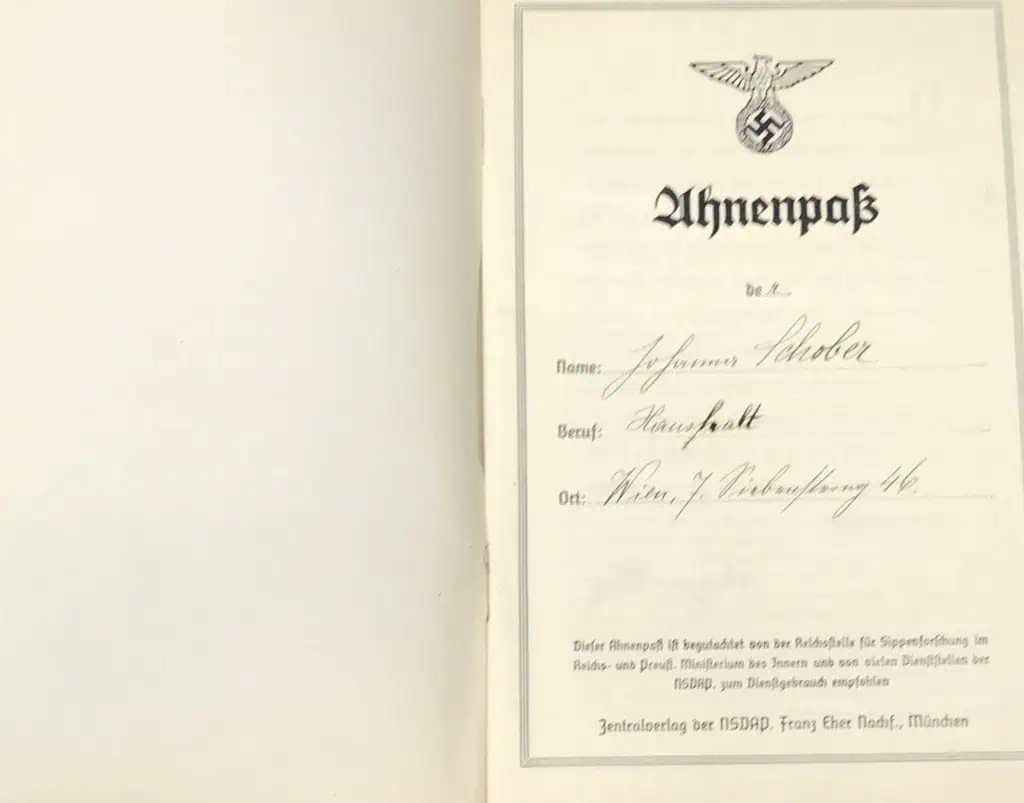 Ahnenpaß
de r
Name: Johanna Schober
Beruf: Haushalt
Ort: Wien, 7. Siebensterng 46.
Dieser Ahnenpaß ist begutachtet von der Reichsstelle für Sippenforschung im
Reichs- und Preuß. Ministerium des Innern und von vielen Dienststellen der
NSDAP. zum Dienstgebrauch empfohlen
Zentralverlag der NSDAP. Franz Eher Nachf., München